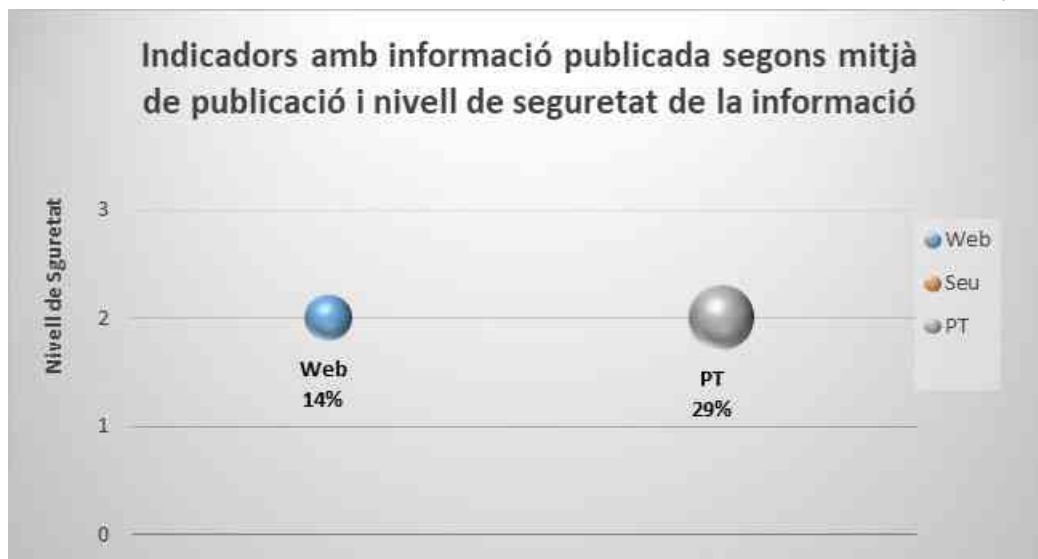 Indicadors amb informació publicada segons mitjà
de publicació i nivell de seguretat de la informació
Nivell de Sguretat
3
2
1
0
Web
14%
PT
29%
Web
Seu
PT